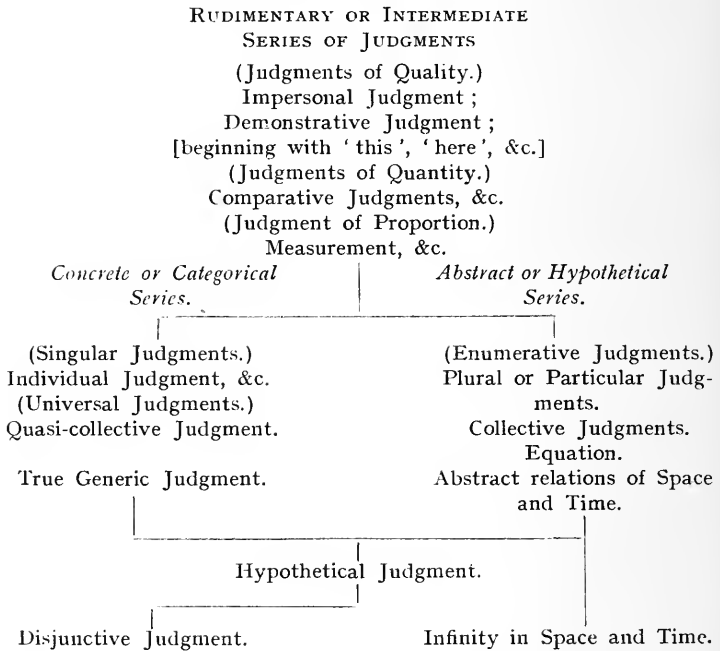 RUDIMENTARY OR INTERMEDIATE
SERIES OF JUDGMENTS
(Judgments of Quality.)
Impersonal Judgment ;
Demonstrative Judgment ;
[beginning with ‘ this ’, ‘ here ’, &c.]
(Judgments of Quantity.)
Comparative Judgments, &c.
(Judgment of Proportion.)
Measurement, &c.
Concrete or Categorical
Series.
Abstract or Hypothetical
Series.
(Singular Judgments.)
Individual Judgment, &c.
(Universal Judgments.)
Quasi-collective Judgment.
True Generic Judgment.
(Enumerative Judgments.)
Plural or Particular Judg-
ments.
Collective Judgments.
Equation.
Abstract relations of Space
and Time.
Hypothetical Judgment.
Disjunctive Judgment.
Infinity in Space and Time.